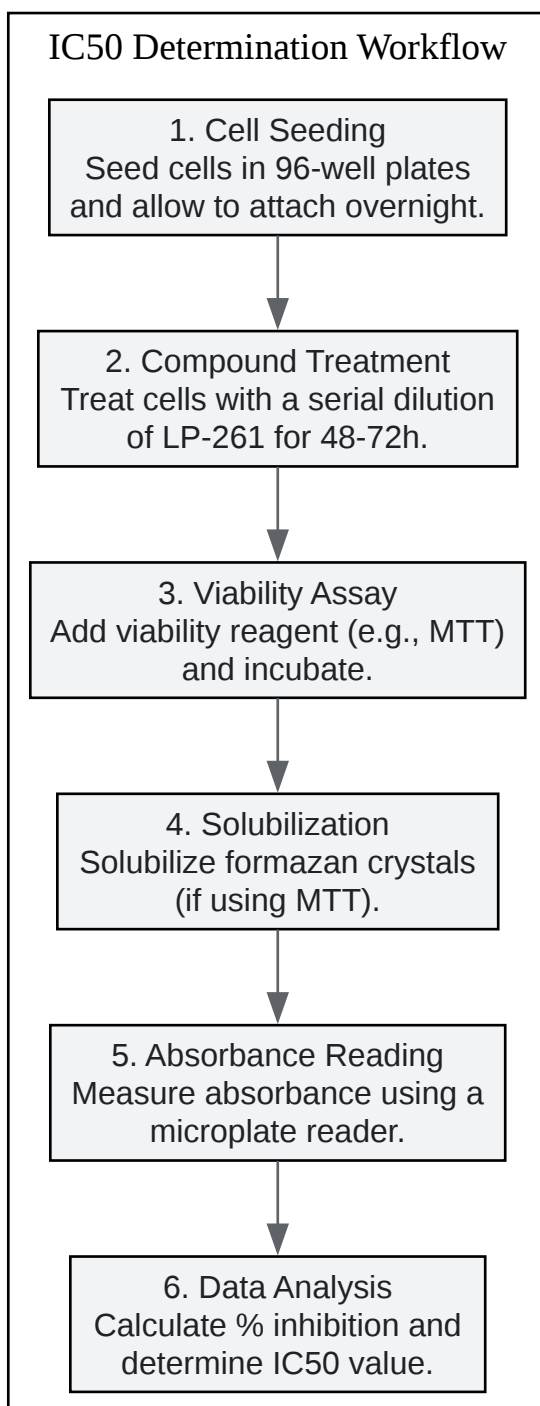 IC50 Determination Workflow
1. Cell Seeding
Seed cells in 96-well plates
and allow to attach overnight.
2. Compound Treatment
Treat cells with a serial dilution
of LP-261 for 48-72h.
3. Viability Assay
Add viability reagent (e.g., MTT)
and incubate.
4. Solubilization
Solubilize formazan crystals
(if using MTT).
5. Absorbance Reading
Measure absorbance using a
microplate reader.
6. Data Analysis
Calculate % inhibition and
determine IC50 value.